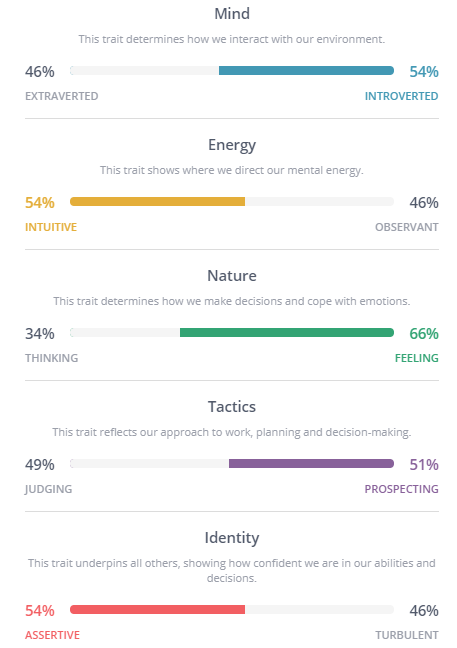 Mind
This trait determines how we interact with our environment.
46% 54%
EXTRAVERTED INTROVERTED
Energy
This trait shows where we direct our mental energy.
54% 46%
INTUITIVE OBSERVANT
Nature
This trait determines how we make decisions and cope with emotions.
34% 66%
THINKING FEELING
Tactics
This trait reflects our approach to work, planning and decision-making.
49% 51%
JUDGING PROSPECTING
Identity
This trait underpins all others, showing how confident we are in our abilities and
decisions.
54% 46%
ASSERTIVE TURBULENT